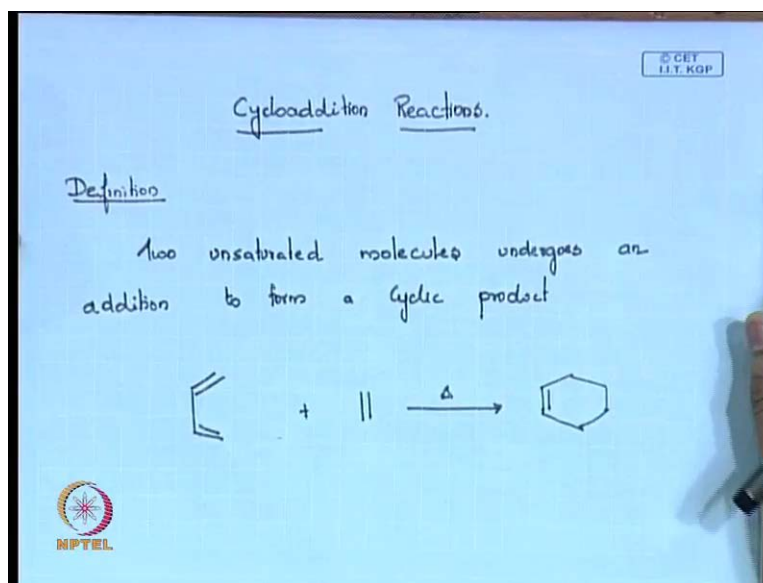 © CET
I.I.T. KGP
Cycloaddition Reactions.
Definition
Two unsaturated molecules undergoes an
addition to form a Cyclic product
+ Δ
NPTEL